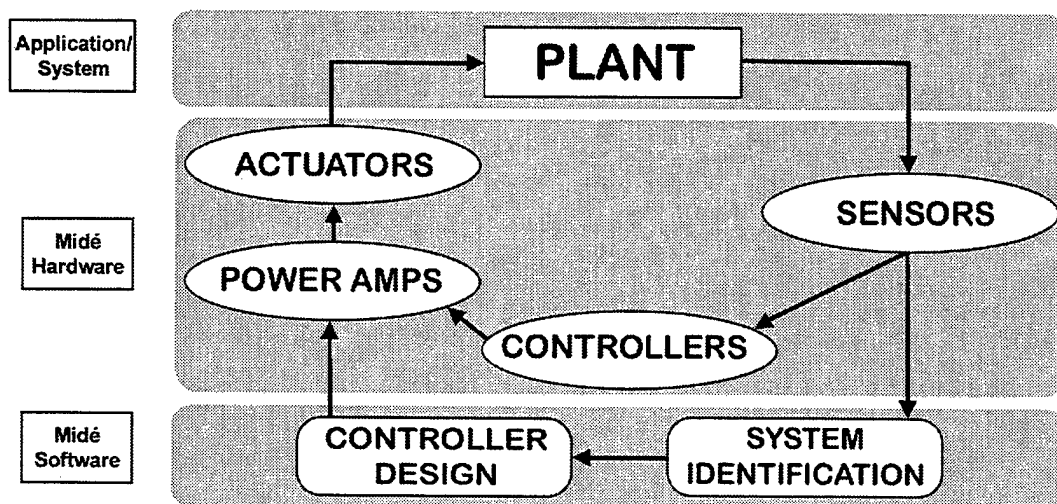 Application/
System
PLANT
ACTUATORS
SENSORS
Midé
Hardware
POWER AMPS
CONTROLLERS
Midé
Software
CONTROLLER
DESIGN
SYSTEM
IDENTIFICATION